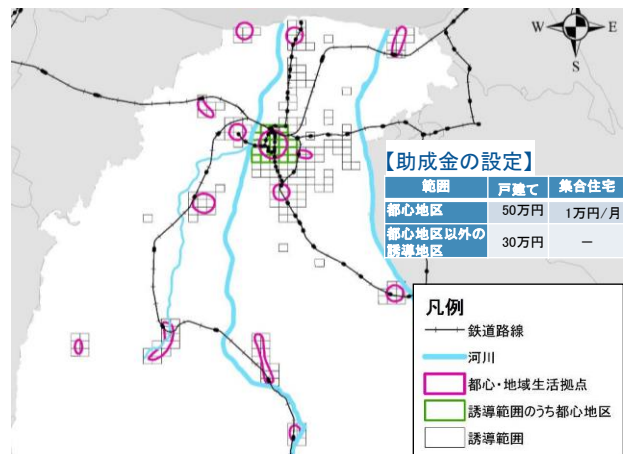 N
W
E
S
【助成金の設定】
範囲 戸建て 集合住宅
都心地区 50万円 1万円/月
都心地区以外の
誘導地区 30万円 －
凡例
鉄道路線
河川
都心・地域生活拠点
誘導範囲のうち都心地区
誘導範囲